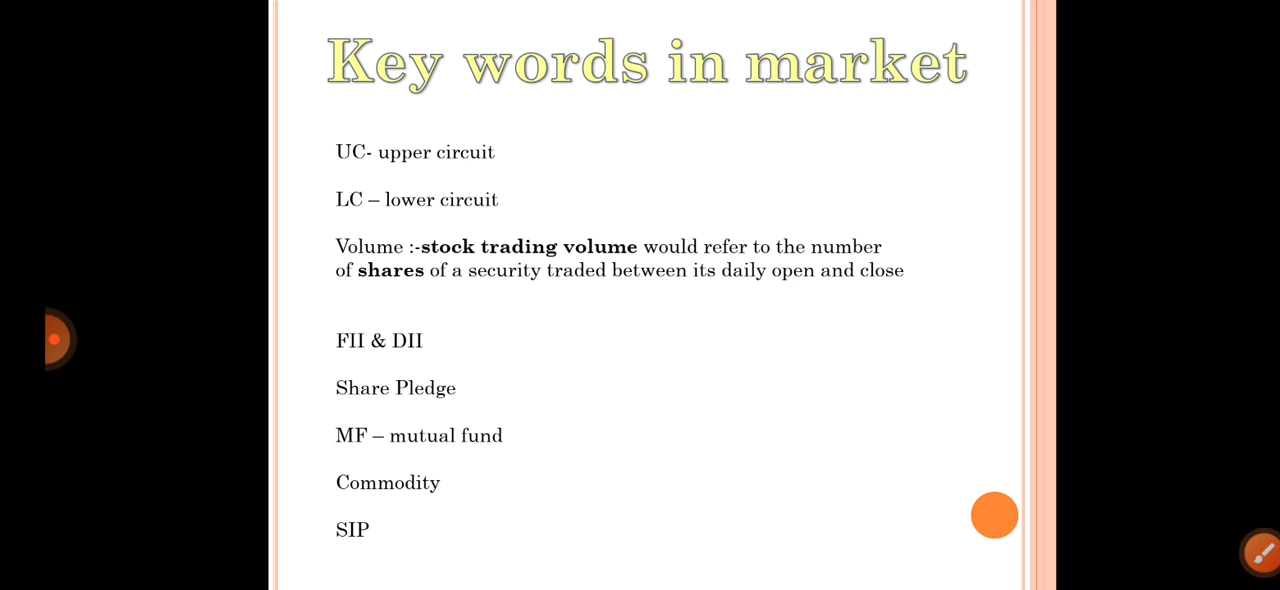 Key words in market
UC- upper circuit
LC – lower circuit
Volume :-stock trading volume would refer to the number
of shares of a security traded between its daily open and close
FII & DII
Share Pledge
MF – mutual fund
Commodity
SIP